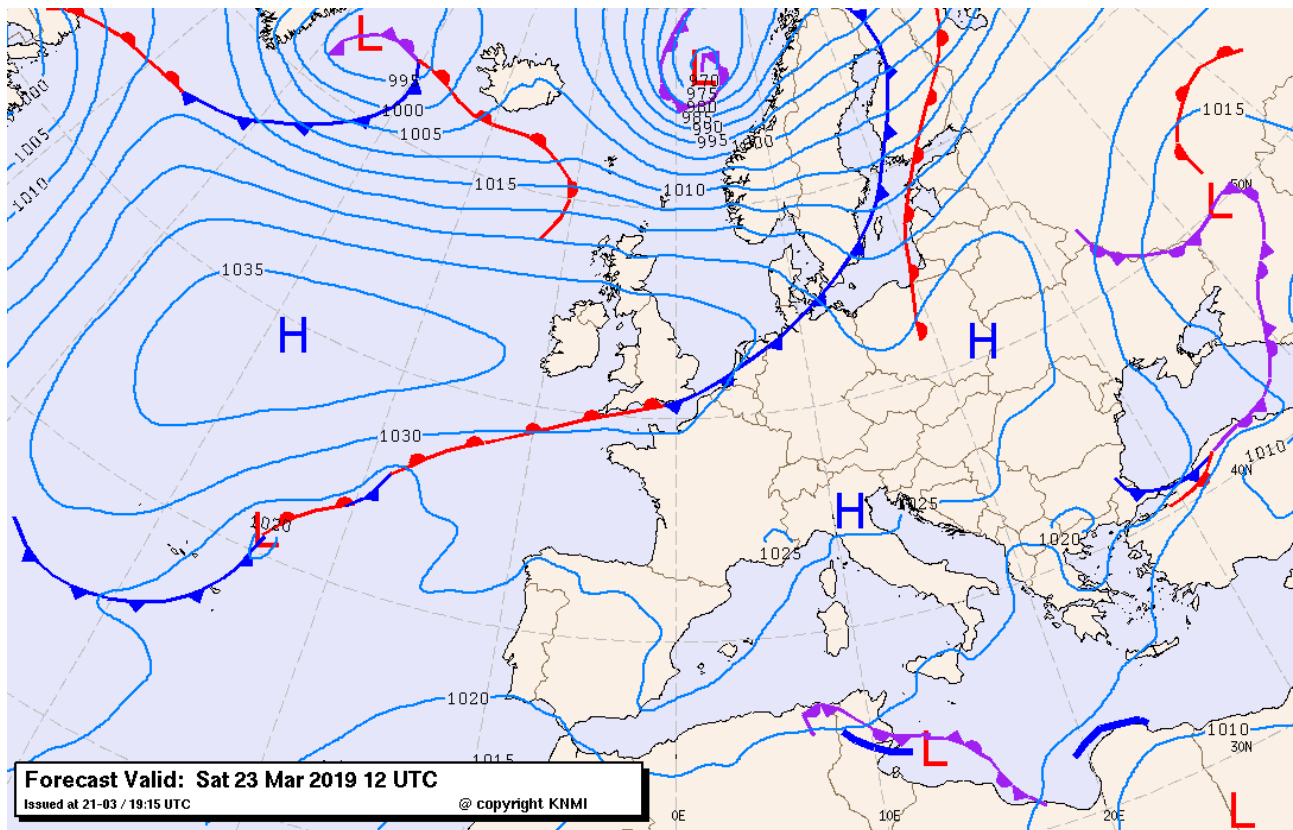 L
L
970
975
980
985
990
995
1000
995
1000
1005
1000
1005
1010
1015
1010
1015
50N
L
1035
H
H
1030
1020
L
H
1025
1025
1020
40N
1010
1020
1015
L
1010
30N
L
Forecast Valid: Sat 23 Mar 2019 12 UTC
Issued at 21-03 / 19:15 UTC
@ copyright KNMI
0E
10E
20E